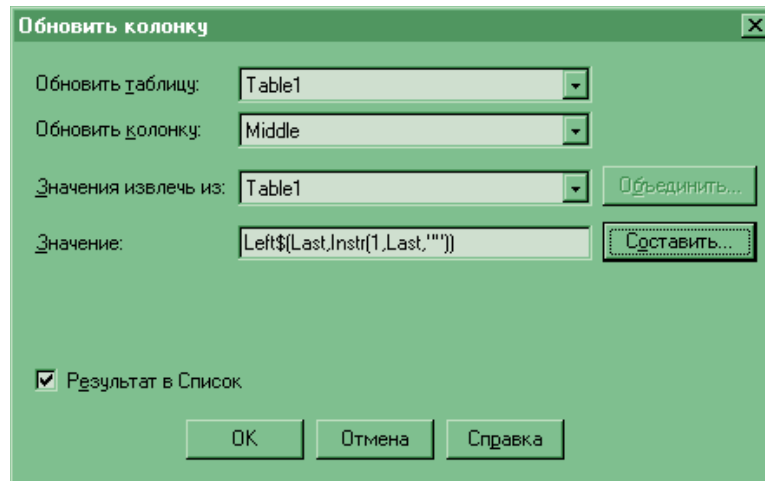 Обновить колонку
Обновить таблицу: Table1
Обновить колонку: Middle
Значения извлечь из: Table1 Объединить...
Значение: Left$(Last,Instr(1,Last,"")) Составить...
Результат в Список
OK Отмена Справка